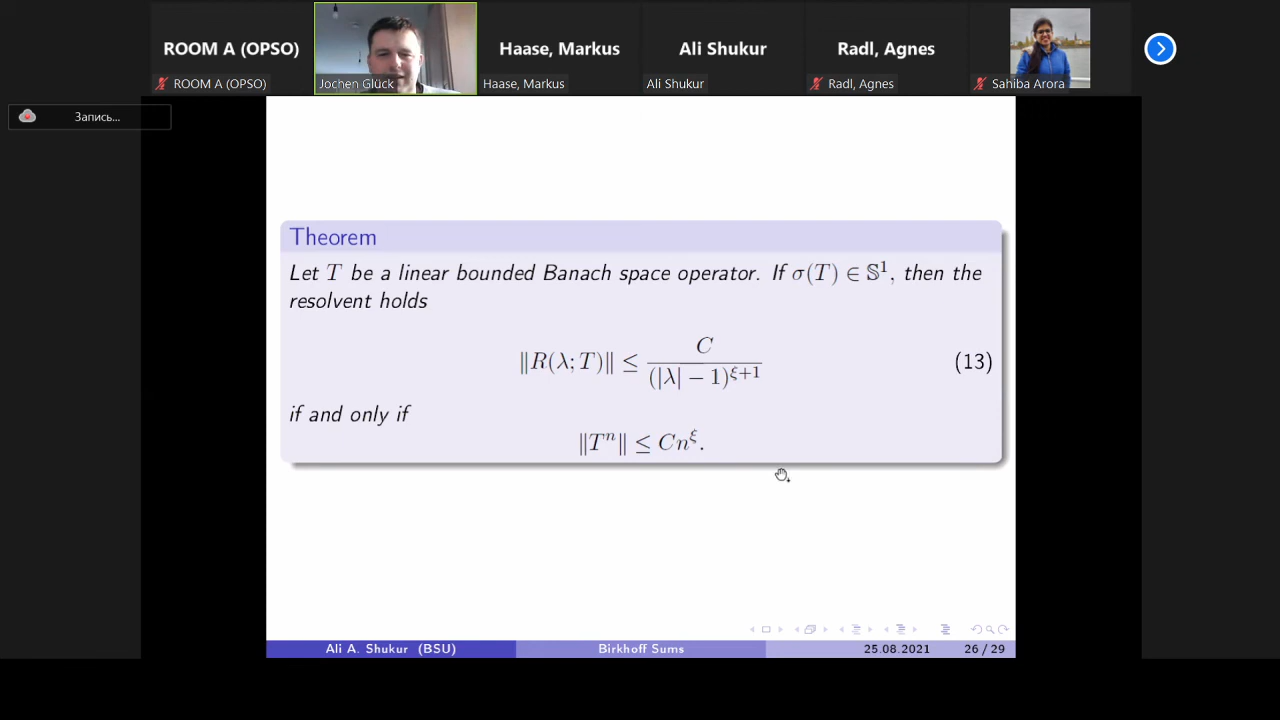 ROOM A (OPSO)
Haase, Markus
Ali Shukur
Radl, Agnes
ROOM A (OPSO)
Jochen Glück
Haase, Markus
Ali Shukur
Radl, Agnes
Sahiba Arora
Запись...
Theorem
Let T be a linear bounded Banach space operator. If σ(T) ∈ 𝕊¹, then the
resolvent holds
‖R(λ; T)‖ ≤ C / (|λ| − 1)^{ξ+1} (13)
if and only if
‖Tⁿ‖ ≤ Cn^ξ.
Ali A. Shukur (BSU) Birkhoff Sums 25.08.2021 26 / 29